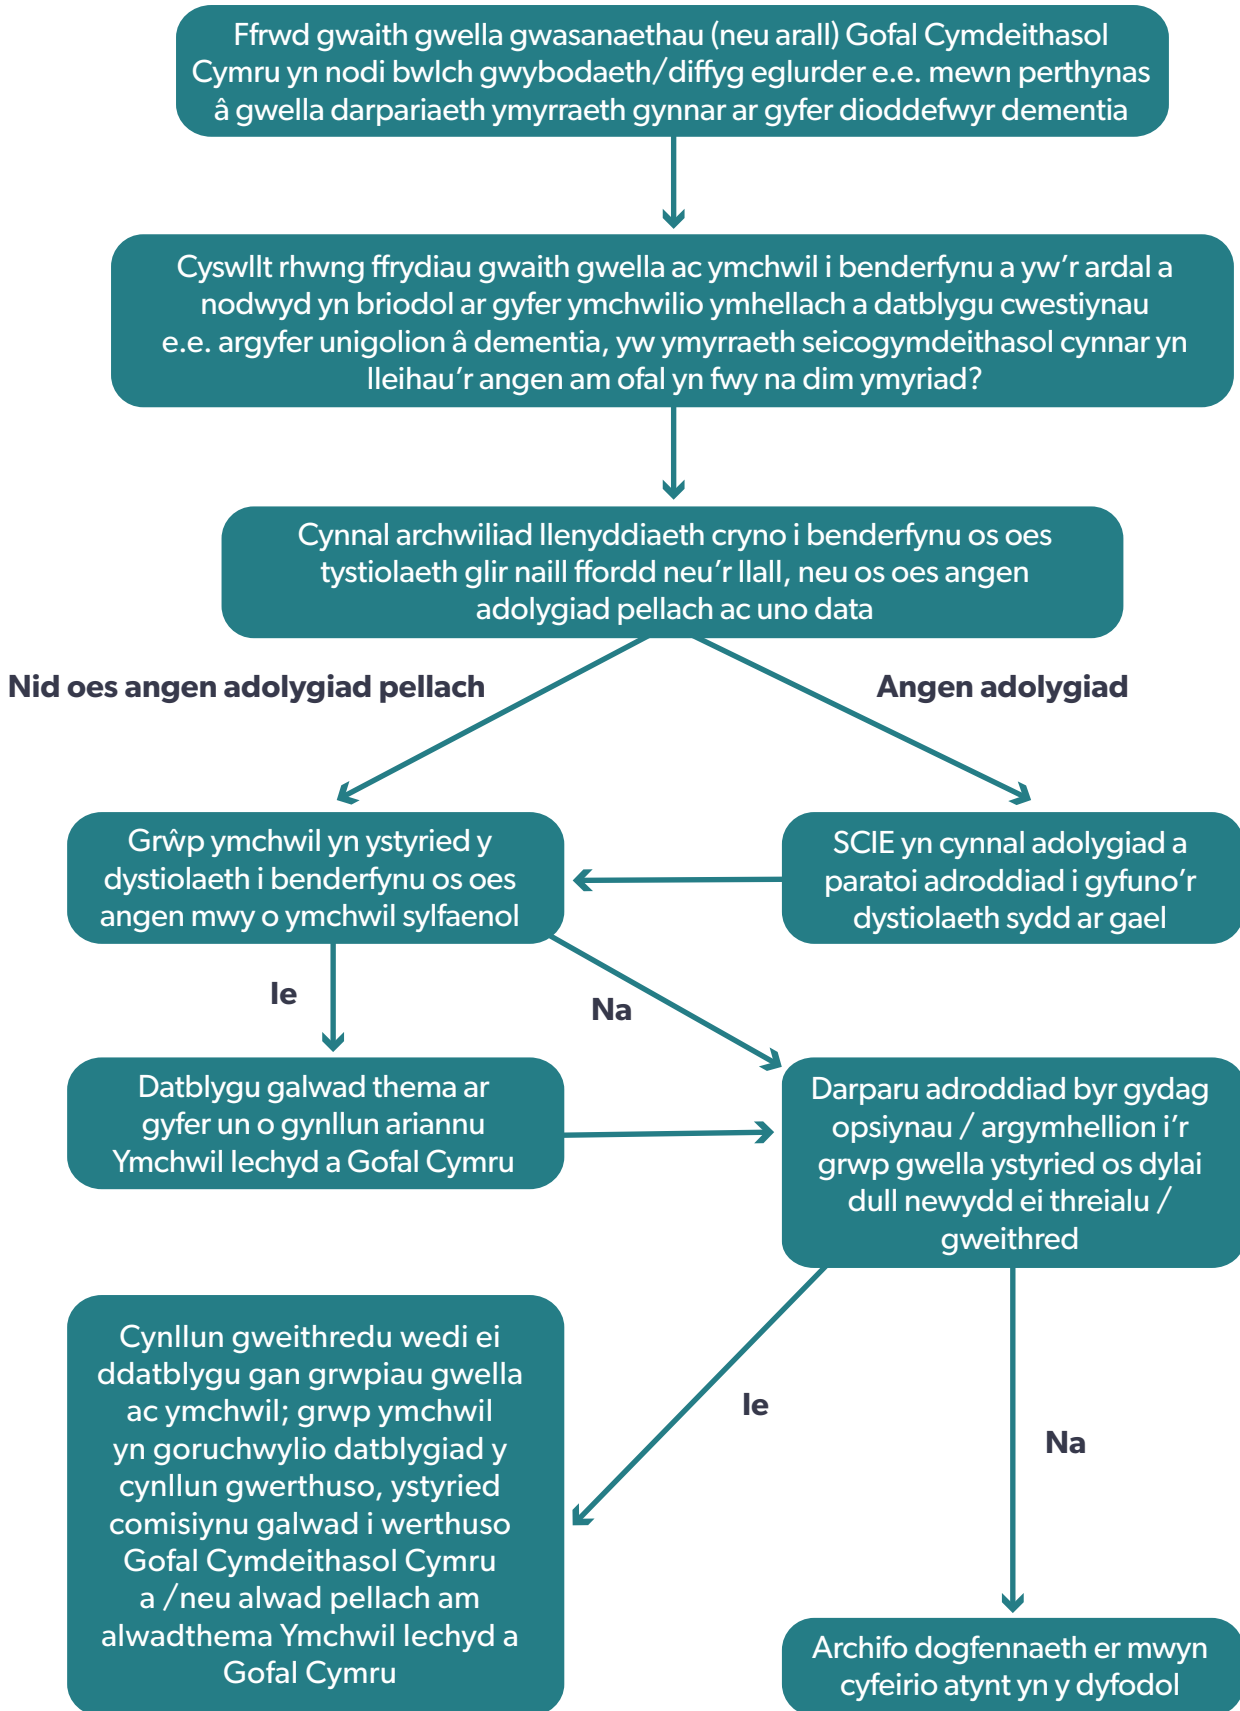 Ffrwd gwaith gwella gwasanaethau (neu arall) Gofal Cymdeithasol
Cymru yn nodi bwlch gwybodaeth/diffyg eglurder e.e. mewn perthynas
â gwella darpariaeth ymyrraeth gynnar ar gyfer dioddefwyr dementia
Cyswllt rhwng ffrydiau gwaith gwella ac ymchwil i benderfynu a yw'r ardal a
nodwyd yn briodol ar gyfer ymchwilio ymhellach a datblygu cwestiynau
e.e. argyfer unigolion â dementia, yw ymyrraeth seicogymdeithasol cynnar yn
lleihau'r angen am ofal yn fwy na dim ymyriad?
Cynnal archwiliad llenyddiaeth cryno i benderfynu os oes
tystiolaeth glir naill ffordd neu'r llall, neu os oes angen
adolygiad pellach ac uno data
Nid oes angen adolygiad pellach
Angen adolygiad
Grŵp ymchwil yn ystyried y
dystiolaeth i benderfynu os oes
angen mwy o ymchwil sylfaenol
SCIE yn cynnal adolygiad a
paratoi adroddiad i gyfuno'r
dystiolaeth sydd ar gael
Ie
Na
Datblygu galwad thema ar
gyfer un o gynllun ariannu
Ymchwil Iechyd a Gofal Cymru
Darparu adroddiad byr gydag
opsiynau / argymhellion i'r
grwp gwella ystyried os dylai
dull newydd ei threialu /
gweithred
Ie
Na
Cynllun gweithredu wedi ei
ddatblygu gan grwpiau gwella
ac ymchwil; grwp ymchwil
yn goruchwylio datblygiad y
cynllun gwerthuso, ystyried
comisiynu galwad i werthuso
Gofal Cymdeithasol Cymru
a /neu alwad pellach am
alwadthema Ymchwil Iechyd a
Gofal Cymru
Archifo dogfennaeth er mwyn
cyfeirio atynt yn y dyfodol